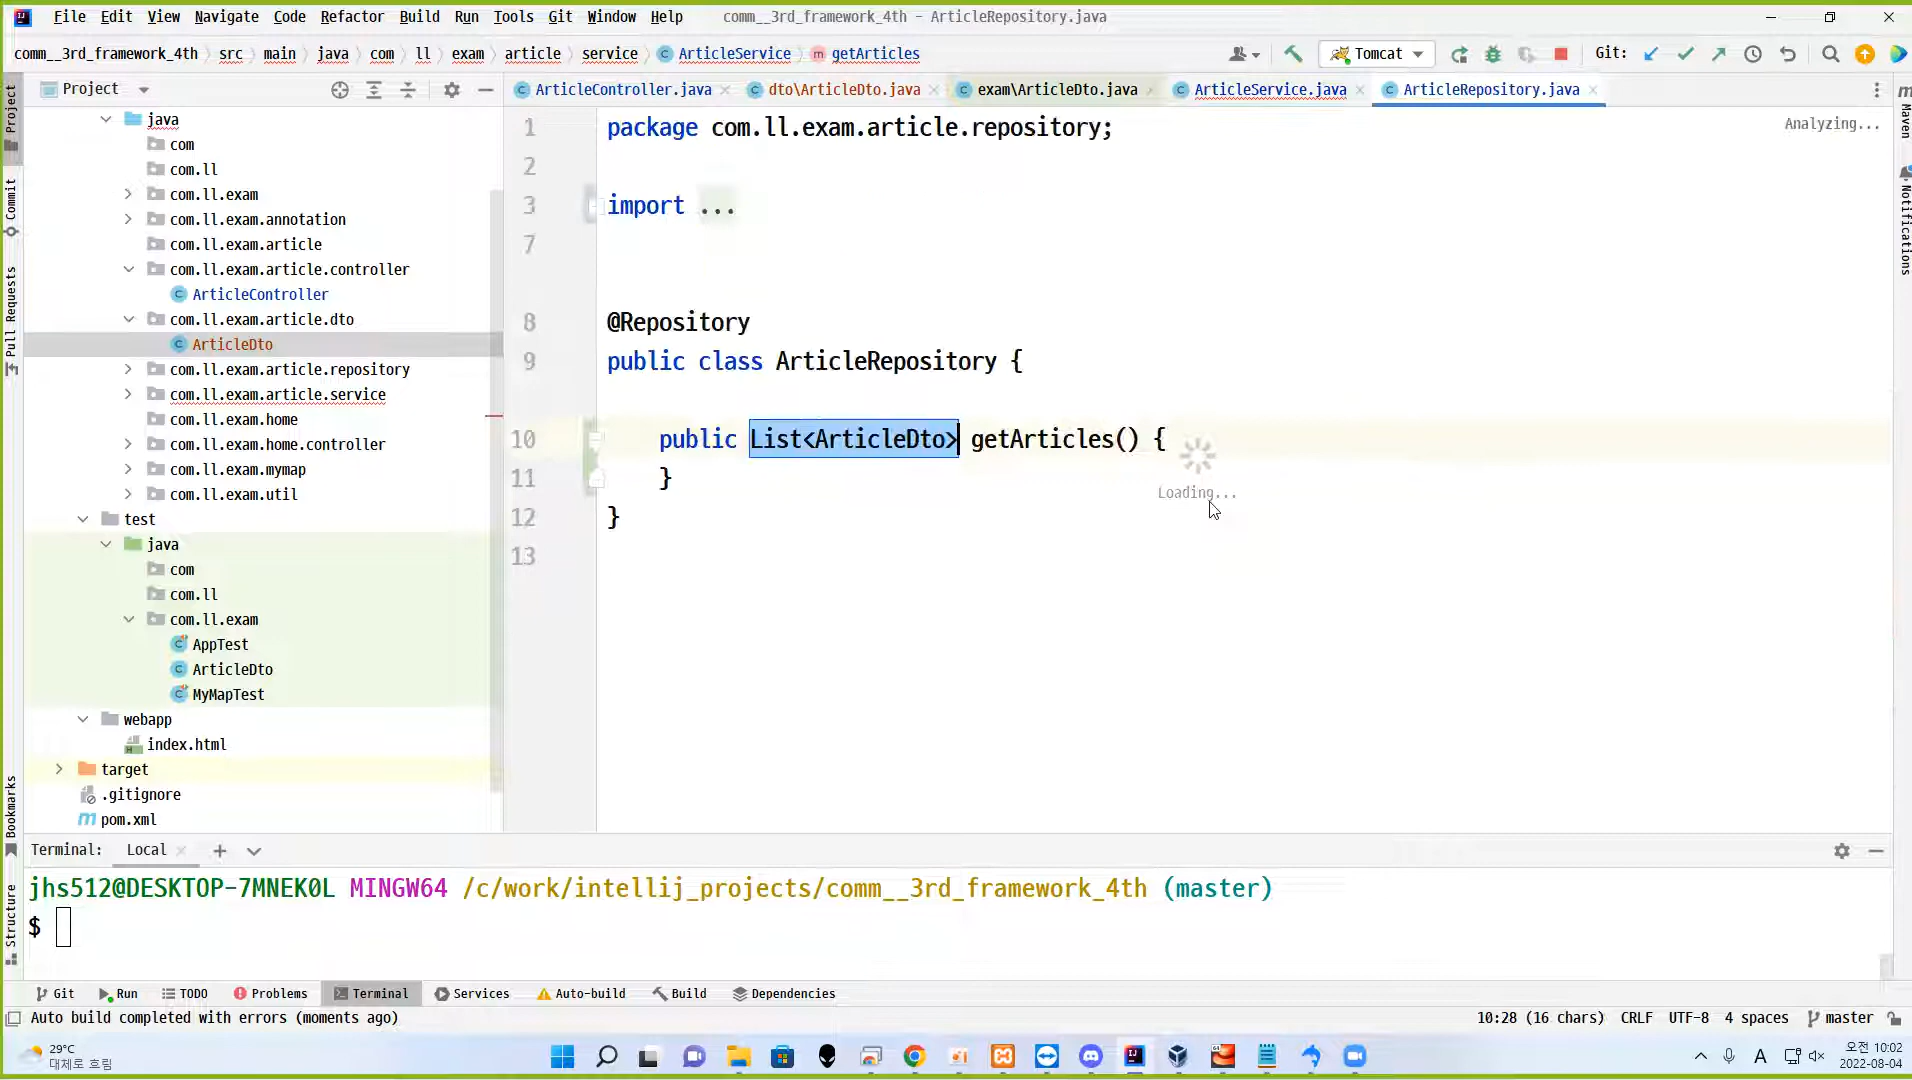 File Edit View Navigate Code Refactor Build Run Tools Git Window Help comm__3rd_framework_4th - ArticleRepository.java
comm__3rd_framework_4th src main java com ll exam article service ArticleService getArticles Tomcat Git:
Project
ArticleController.java dto\ArticleDto.java exam\ArticleDto.java ArticleService.java ArticleRepository.java
Project
Commit
Pull Requests
Bookmarks
Structure
Maven
Notifications
java
com
com.ll
com.ll.exam
com.ll.exam.annotation
com.ll.exam.article
com.ll.exam.article.controller
ArticleController
com.ll.exam.article.dto
ArticleDto
com.ll.exam.article.repository
com.ll.exam.article.service
com.ll.exam.home
com.ll.exam.home.controller
com.ll.exam.mymap
com.ll.exam.util
test
java
com
com.ll
com.ll.exam
AppTest
ArticleDto
MyMapTest
webapp
index.html
target
.gitignore
pom.xml
Analyzing...
1 package com.ll.exam.article.repository;
2
3 import ...
7
8 @Repository
9 public class ArticleRepository {
10 public List<ArticleDto> getArticles() {
11 }
12 }
13
Loading...
Terminal: Local
jhs512@DESKTOP-7MNEK0L MINGW64 /c/work/intellij_projects/comm__3rd_framework_4th (master)
$
Git Run TODO Problems Terminal Services Auto-build Build Dependencies
Auto build completed with errors (moments ago) 10:28 (16 chars) CRLF UTF-8 4 spaces master
29°C
대체로 흐림
A
오전 10:02
2022-08-04